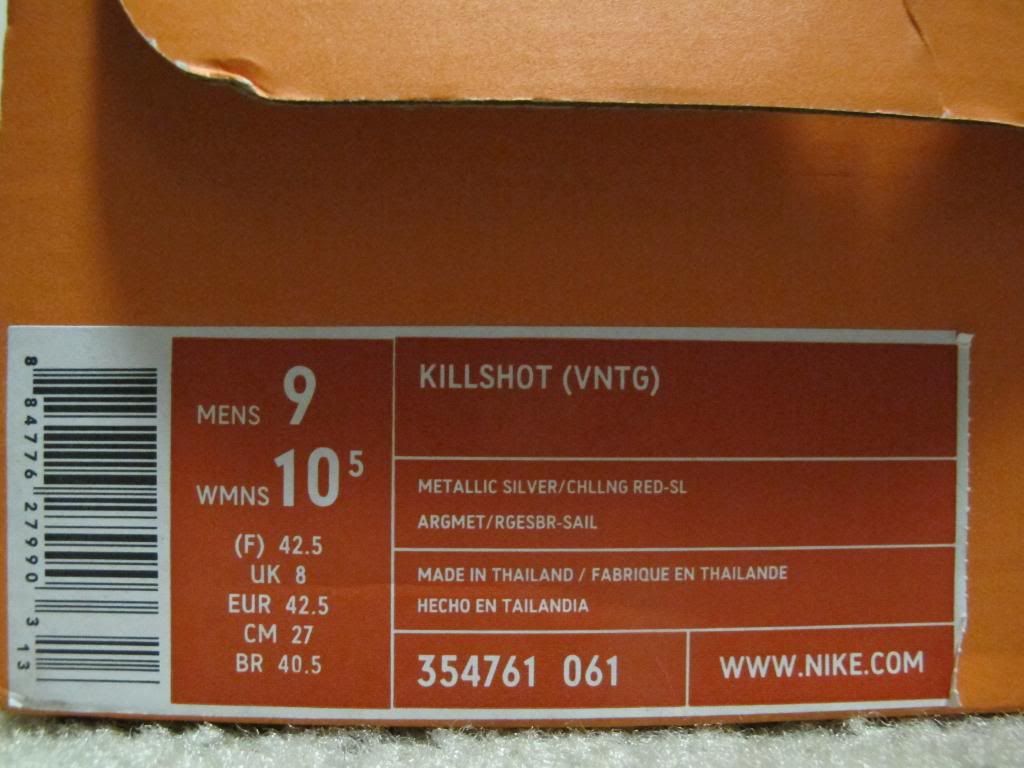 8 84776 27990 3 13
MENS 9
WMNS 10 5
(F) 42.5
UK 8
EUR 42.5
CM 27
BR 40.5
KILLSHOT (VNTG)
METALLIC SILVER/CHLLNG RED-SL
ARGMET/RGESBR-SAIL
MADE IN THAILAND / FABRIQUE EN THAILANDE
HECHO EN TAILANDIA
354761 061
WWW.NIKE.COM